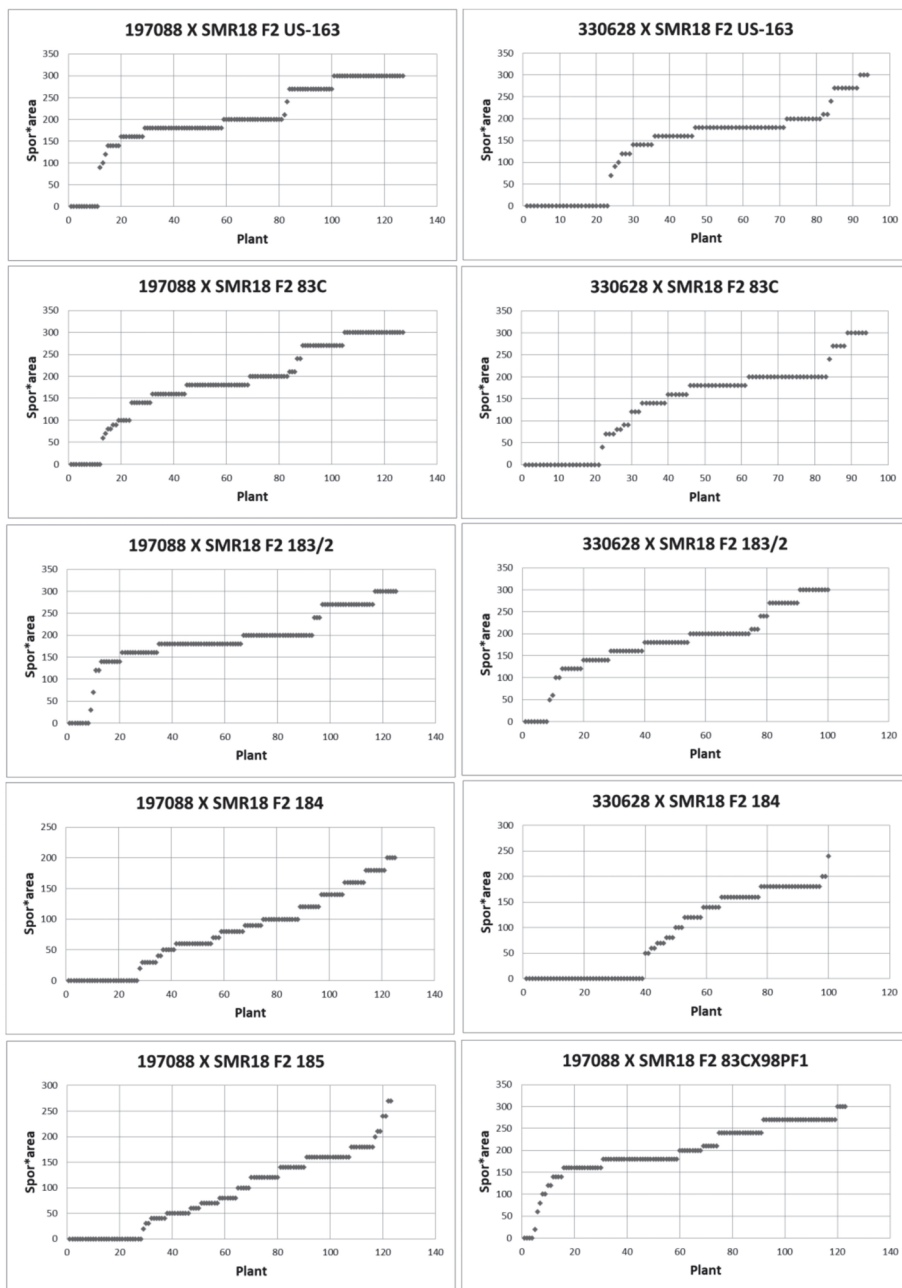 197088 X SMR18 F2 US-163
350
300
250
200
150
100
50
0
Spor*area
0 20 40 60 80 100 120 140
Plant
330628 X SMR18 F2 US-163
350
300
250
200
150
100
50
0
Spor*area
0 10 20 30 40 50 60 70 80 90 100
Plant
197088 X SMR18 F2 83C
350
300
250
200
150
100
50
0
Spor*area
0 20 40 60 80 100 120 140
Plant
330628 X SMR18 F2 83C
350
300
250
200
150
100
50
0
Spor*area
0 10 20 30 40 50 60 70 80 90 100
Plant
197088 X SMR18 F2 183/2
350
300
250
200
150
100
50
0
Spor*area
0 20 40 60 80 100 120 140
Plant
330628 X SMR18 F2 183/2
350
300
250
200
150
100
50
0
Spor*area
0 20 40 60 80 100 120
Plant
197088 X SMR18 F2 184
250
200
150
100
50
0
Spor*area
0 20 40 60 80 100 120 140
Plant
330628 X SMR18 F2 184
300
250
200
150
100
50
0
Spor*area
0 20 40 60 80 100 120
Plant
197088 X SMR18 F2 185
300
250
200
150
100
50
0
Spor*area
0 20 40 60 80 100 120 140
Plant
197088 X SMR18 F2 83CX98PF1
350
300
250
200
150
100
50
0
Spor*area
0 20 40 60 80 100 120 140
Plant